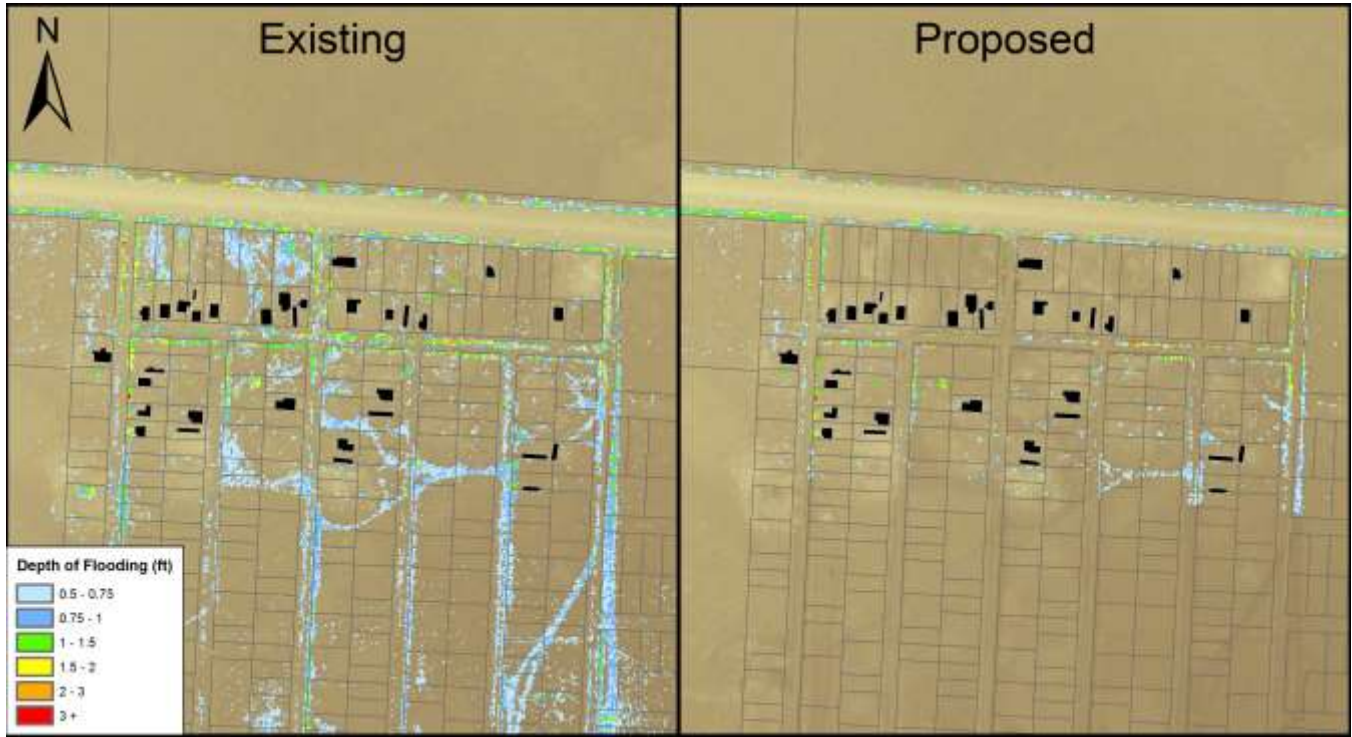 N
Existing
Proposed
Depth of Flooding (ft)
0.5 - 0.75
0.75 - 1
1 - 1.5
1.5 - 2
2 - 3
3 +